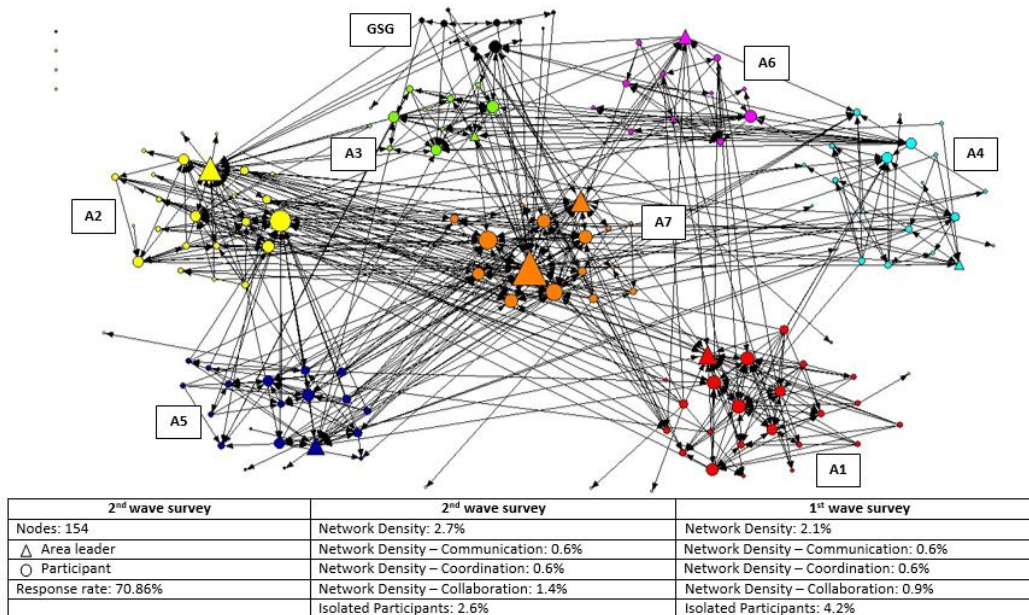 GSG
A6
A3
A4
A2
A7
A5
A1
2nd wave survey
2nd wave survey
1st wave survey
Nodes: 154
Network Density: 2.7%
Network Density: 2.1%
Area leader
Network Density – Communication: 0.6%
Network Density – Communication: 0.6%
Participant
Network Density – Coordination: 0.6%
Network Density – Coordination: 0.6%
Response rate: 70.86%
Network Density – Collaboration: 1.4%
Network Density – Collaboration: 0.9%
Isolated Participants: 2.6%
Isolated Participants: 4.2%